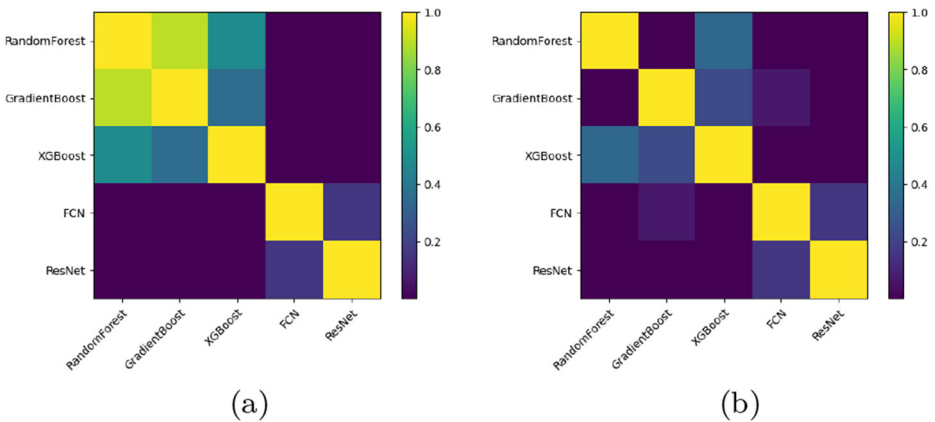 RandomForest
GradientBoost
XGBoost
FCN
ResNet
RandomForest
GradientBoost
XGBoost
FCN
ResNet
1.0
0.8
0.6
0.4
0.2
(a)
RandomForest
GradientBoost
XGBoost
FCN
ResNet
RandomForest
GradientBoost
XGBoost
FCN
ResNet
1.0
0.8
0.6
0.4
0.2
(b)